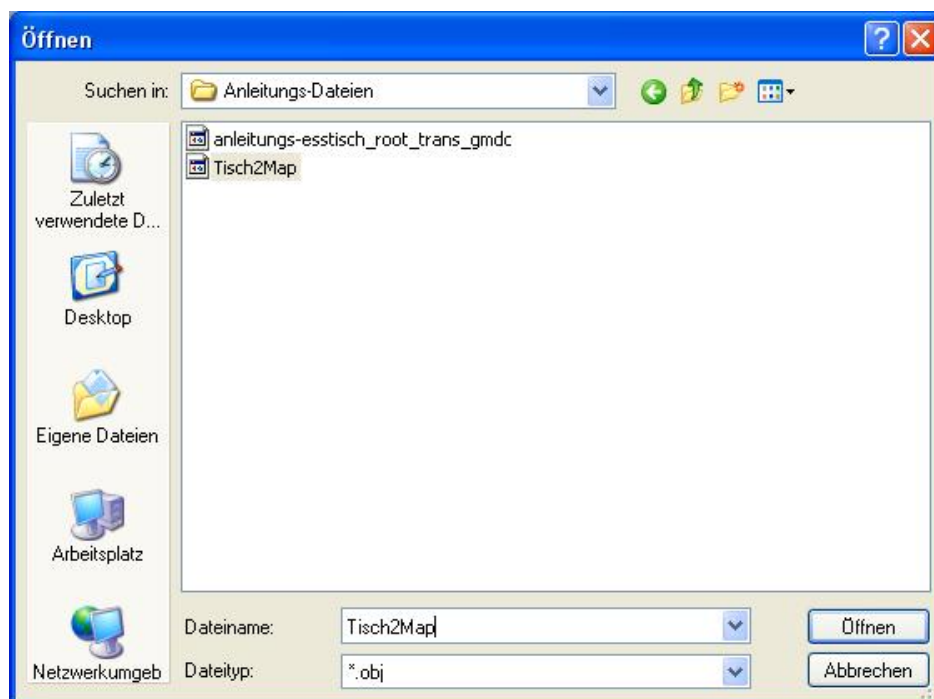 Öffnen
Suchen in: Anleitungs-Dateien
anleitungs-esstisch_root_trans_gmdc
Tisch2Map
Zuletzt
verwendete D...
Desktop
Eigene Dateien
Arbeitsplatz
Netzwerkumgeb
Dateiname: Tisch2Map Öffnen
Dateityp: *.obj Abbrechen